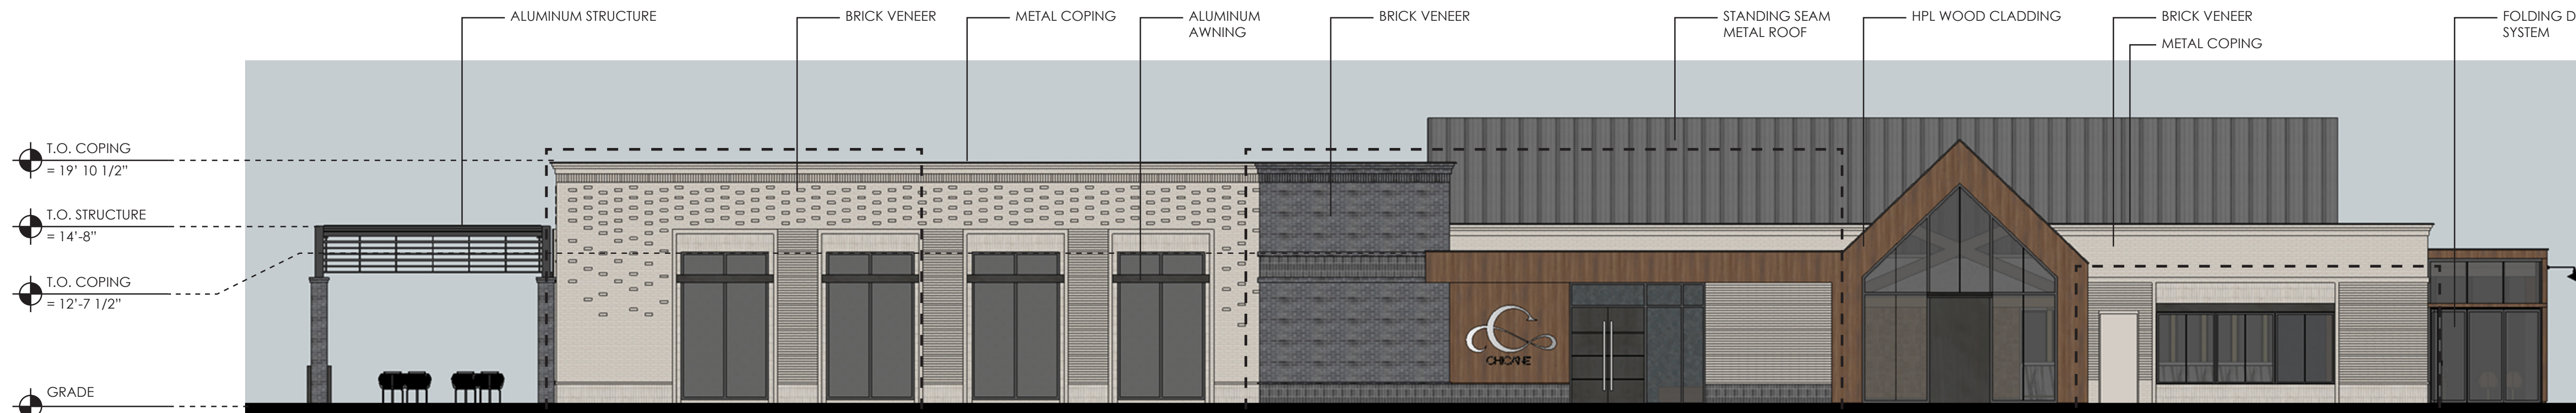 ALUMINUM STRUCTURE
BRICK VENEER
METAL COPING
ALUMINUM
AWNING
BRICK VENEER
STANDING SEAM
METAL ROOF
HPL WOOD CLADDING
BRICK VENEER
METAL COPING
FOLDING D
SYSTEM
T.O. COPING
= 19' 10 1/2"
T.O. STRUCTURE
= 14'-8"
T.O. COPING
= 12'-7 1/2"
GRADE
CHICANE